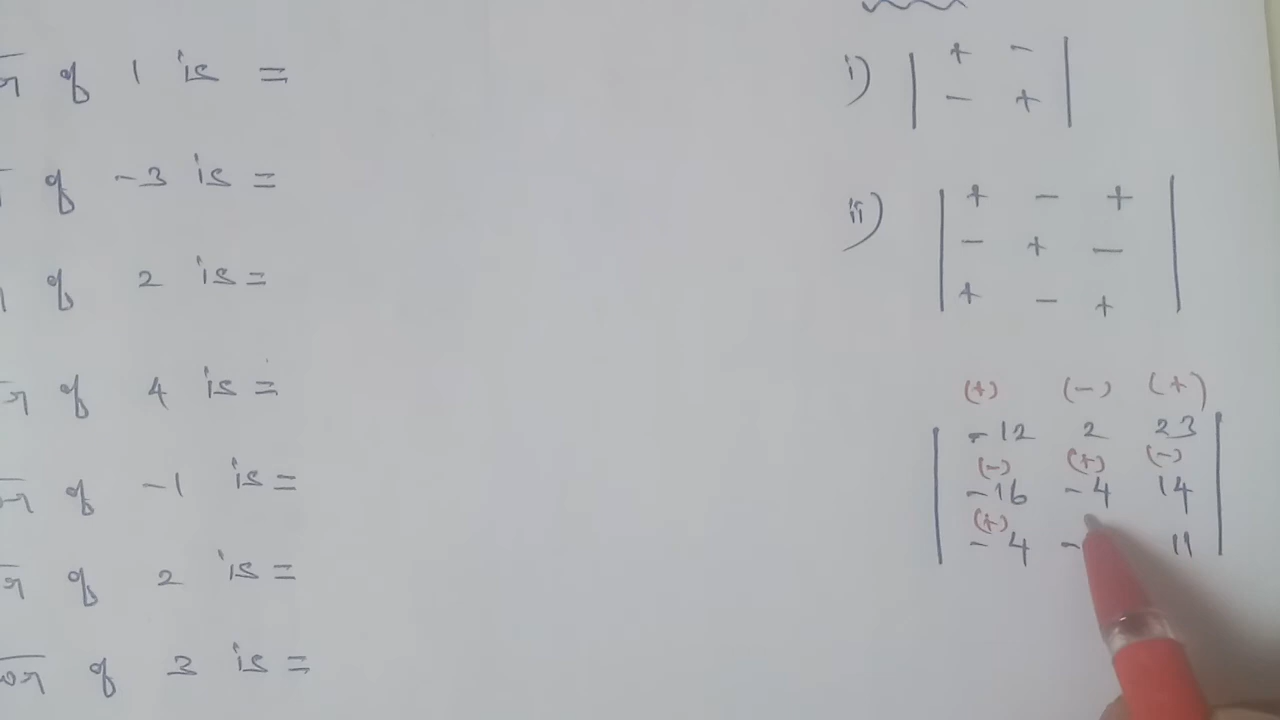 of 1 is =
of -3 is =
of 2 is =
of 4 is =
of -1 is =
of 2 is =
of 3 is =
i) | + - |
| - + |
ii) | + - + |
| - + - |
| + - + |
(+) (-) (+)
| -12 2 23 |
(-) (+) (-)
| -16 -4 14 |
(+)
| -4 - 11 |